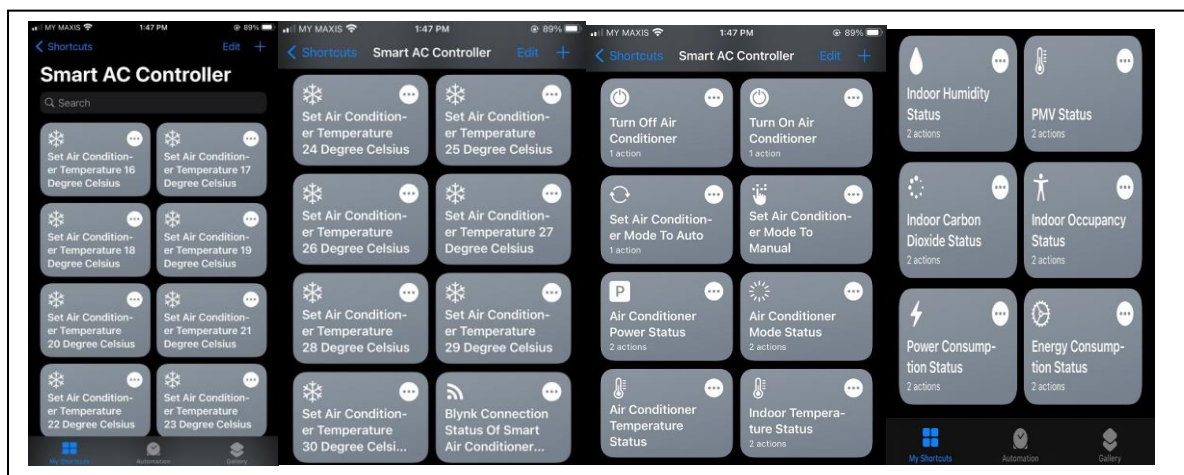 MY MAXIS 1:47 PM 89%
Shortcuts Edit +
Smart AC Controller
Search
Set Air Condition-
er Temperature 16
Degree Celsius
Set Air Condition-
er Temperature 17
Degree Celsius
Set Air Condition-
er Temperature 18
Degree Celsius
Set Air Condition-
er Temperature 19
Degree Celsius
Set Air Condition-
er Temperature
20 Degree Celsius
Set Air Condition-
er Temperature 21
Degree Celsius
Set Air Condition-
er Temperature
22 Degree Celsius
Set Air Condition-
er Temperature
23 Degree Celsius
My Shortcuts Automation Gallery
MY MAXIS 1:47 PM 89%
Shortcuts Smart AC Controller Edit +
Set Air Condition-
er Temperature
24 Degree Celsius
Set Air Condition-
er Temperature
25 Degree Celsius
Set Air Condition-
er Temperature
26 Degree Celsius
Set Air Condition-
er Temperature 27
Degree Celsius
Set Air Condition-
er Temperature
28 Degree Celsius
Set Air Condition-
er Temperature
29 Degree Celsius
Set Air Condition-
er Temperature
30 Degree Celsi...
Blynk Connection
Status Of Smart
Air Conditioner...
MY MAXIS 1:47 PM 89%
Shortcuts Smart AC Controller Edit +
Turn Off Air
Conditioner
1 action
Turn On Air
Conditioner
1 action
Set Air Condition-
er Mode To Auto
1 action
Set Air Condition-
er Mode To
Manual
P
Air Conditioner
Power Status
2 actions
Air Conditioner
Mode Status
2 actions
Air Conditioner
Temperature
Status
Indoor Tempera-
ture Status
2 actions
Indoor Humidity
Status
2 actions
PMV Status
2 actions
Indoor Carbon
Dioxide Status
2 actions
Indoor Occupancy
Status
2 actions
Power Consump-
tion Status
2 actions
Energy Consump-
tion Status
2 actions
My Shortcuts Automation Gallery